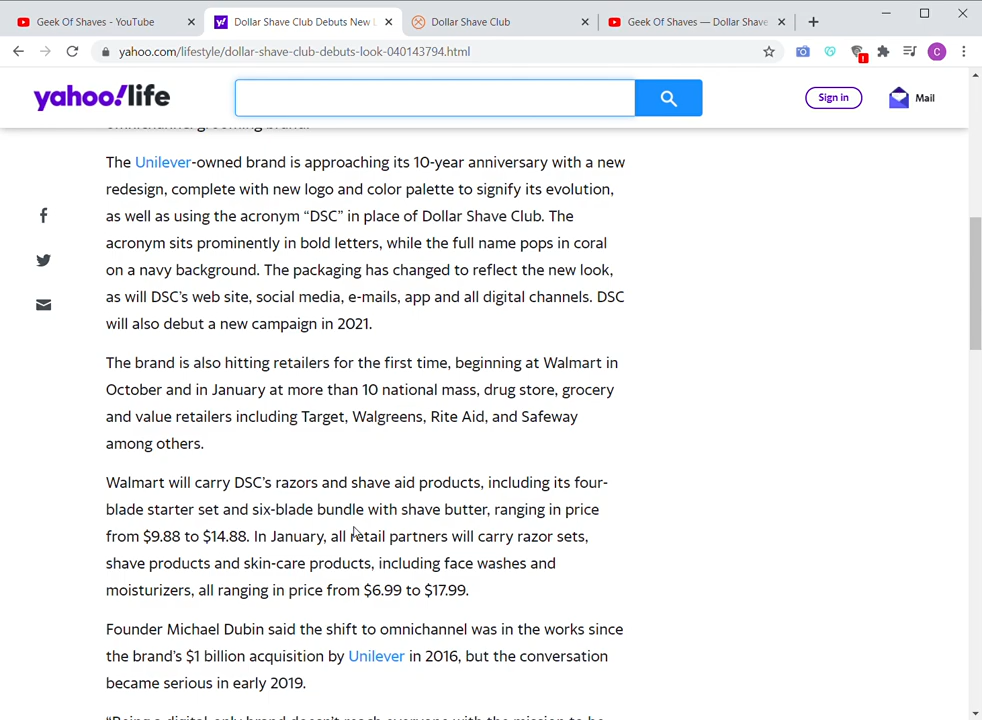 Geek Of Shaves - YouTube
Dollar Shave Club Debuts New L
Dollar Shave Club
Geek Of Shaves — Dollar Shave
yahoo.com/lifestyle/dollar-shave-club-debuts-look-040143794.html
C
yahoo!life
Sign in
Mail
omnichannel grooming brand.
The Unilever-owned brand is approaching its 10-year anniversary with a new
redesign, complete with new logo and color palette to signify its evolution,
as well as using the acronym “DSC” in place of Dollar Shave Club. The
acronym sits prominently in bold letters, while the full name pops in coral
on a navy background. The packaging has changed to reflect the new look,
as will DSC’s web site, social media, e-mails, app and all digital channels. DSC
will also debut a new campaign in 2021.
The brand is also hitting retailers for the first time, beginning at Walmart in
October and in January at more than 10 national mass, drug store, grocery
and value retailers including Target, Walgreens, Rite Aid, and Safeway
among others.
Walmart will carry DSC’s razors and shave aid products, including its four-
blade starter set and six-blade bundle with shave butter, ranging in price
from $9.88 to $14.88. In January, all retail partners will carry razor sets,
shave products and skin-care products, including face washes and
moisturizers, all ranging in price from $6.99 to $17.99.
Founder Michael Dubin said the shift to omnichannel was in the works since
the brand’s $1 billion acquisition by Unilever in 2016, but the conversation
became serious in early 2019.
“Being a digital-only brand doesn’t reach everyone with the mission to be